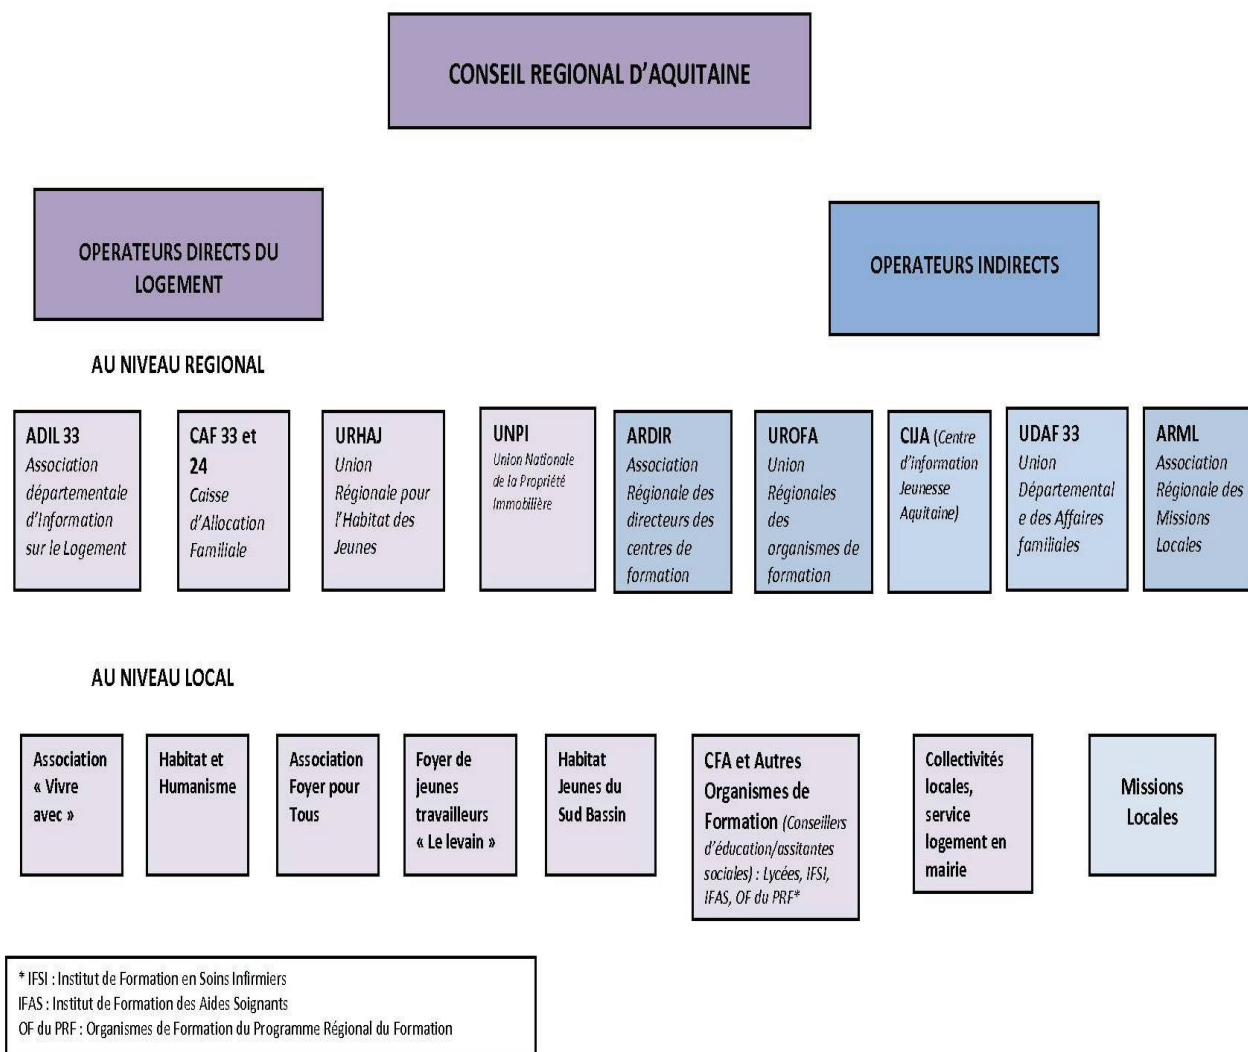 CONSEIL REGIONAL D'AQUITAINE
OPERATEURS DIRECTS DU
LOGEMENT
OPERATEURS INDIRECTS
AU NIVEAU REGIONAL
ADIL 33
Association
départementale
d'Information
sur le Logement
CAF 33 et
24
Caisse
d'Allocation
Familiale
URHAJ
Union
Régionale pour
l'Habitat des
Jeunes
UNPI
Union Nationale
de la Propriété
Immobilière
ARDIR
Association
Régionale des
directeurs des
centres de
formation
UROFA
Union
Régionales
des
organismes de
formation
CIJA (Centre
d'information
Jeunesse
Aquitaine)
UDAF 33
Union
Départemental
e des Affaires
familiales
ARML
Association
Régionale des
Missions
Locales
AU NIVEAU LOCAL
Association
« Vivre
avec »
Habitat et
Humanisme
Association
Foyer pour
Tous
Foyer de
jeunes
travailleurs
« Le levain »
Habitat
Jeunes du
Sud Bassin
CFA et Autres
Organismes de
Formation (Conseillers
d'éducation/assitantes
sociales) : Lycées, IFSI,
IFAS, OF du PRF*
Collectivités
locales,
service
logement en
mairie
Missions
Locales
* IFSI : Institut de Formation en Soins Infirmiers
IFAS : Institut de Formation des Aides Soignants
OF du PRF : Organismes de Formation du Programme Régional du Formation